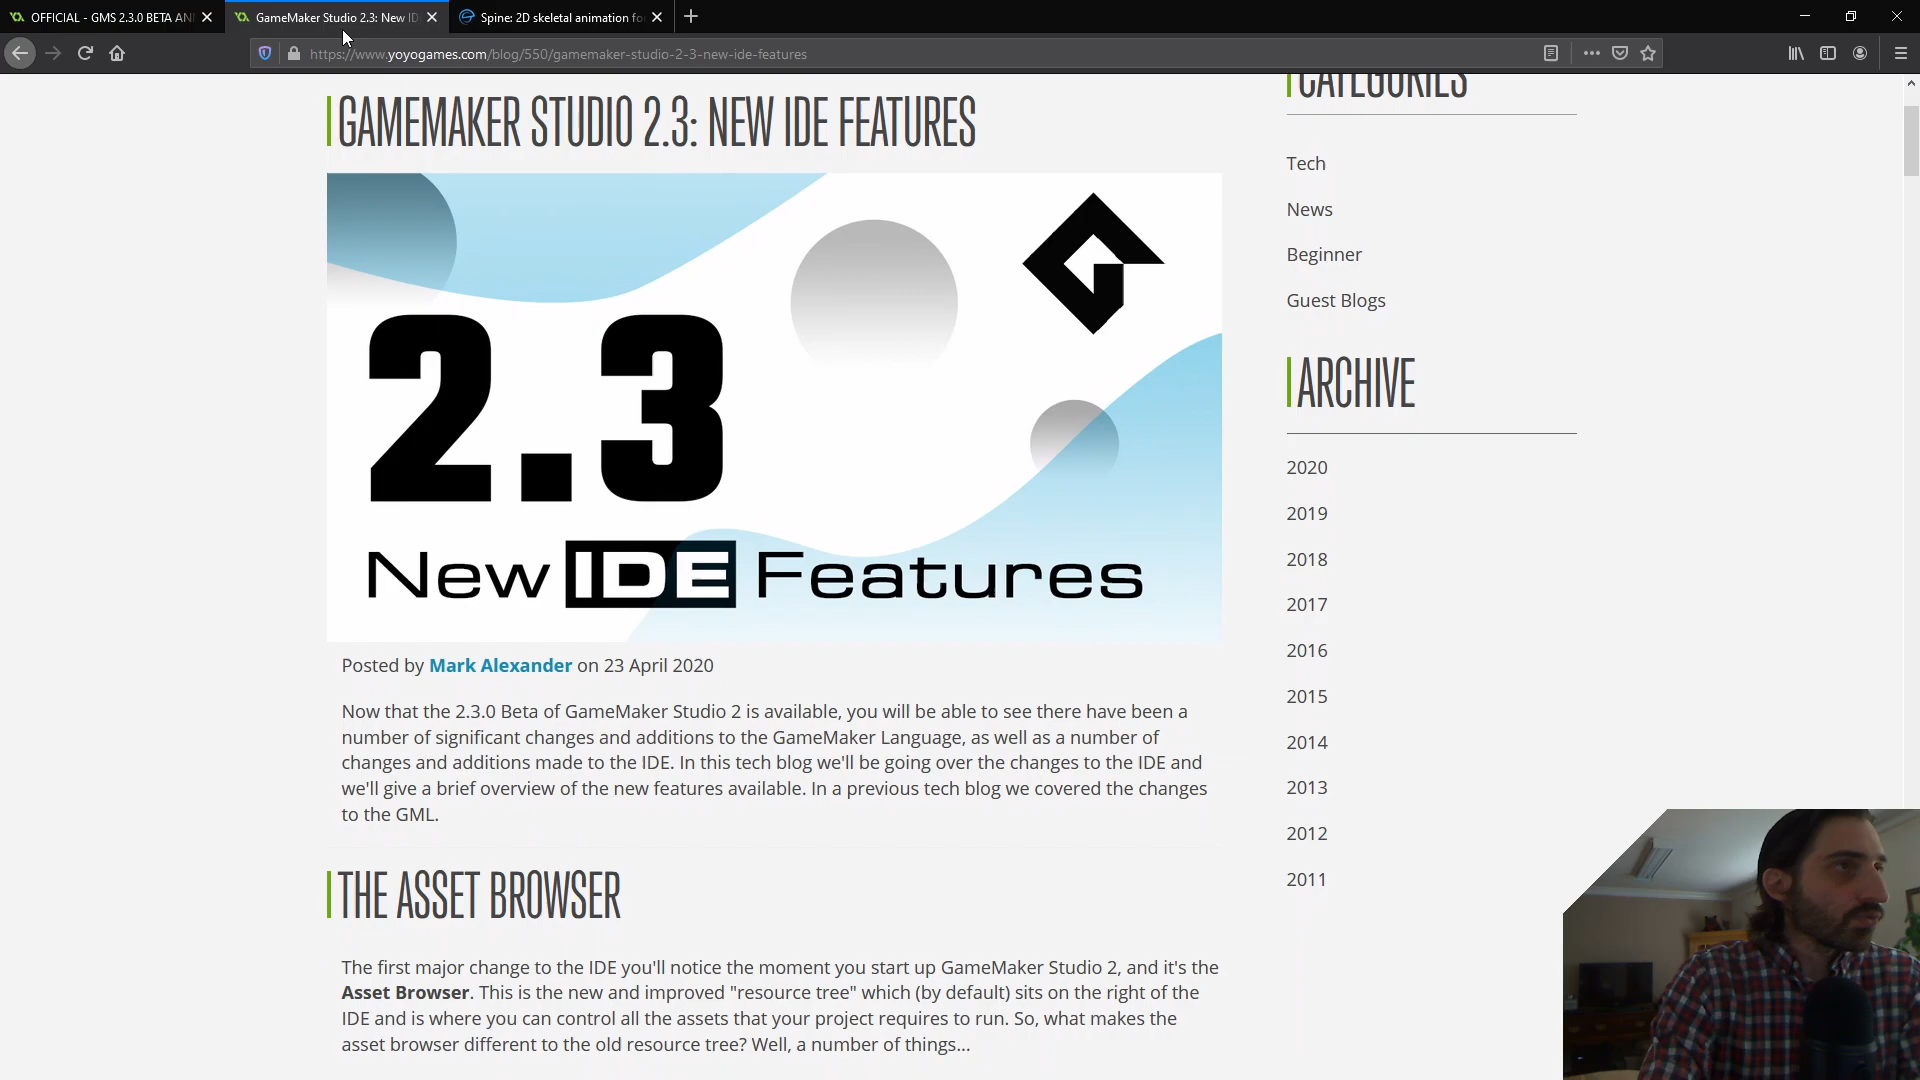 OFFICIAL - GMS 2.3.0 BETA AN
GameMaker Studio 2.3: New ID
Spine: 2D skeletal animation fo
https://www.yoyogames.com/blog/550/gamemaker-studio-2-3-new-ide-features
CATEGORIES
GAMEMAKER STUDIO 2.3: NEW IDE FEATURES
2.3
New IDE Features
Posted by Mark Alexander on 23 April 2020
Now that the 2.3.0 Beta of GameMaker Studio 2 is available, you will be able to see there have been a
number of significant changes and additions to the GameMaker Language, as well as a number of
changes and additions made to the IDE. In this tech blog we'll be going over the changes to the IDE and
we'll give a brief overview of the new features available. In a previous tech blog we covered the changes
to the GML.
THE ASSET BROWSER
The first major change to the IDE you'll notice the moment you start up GameMaker Studio 2, and it's the
Asset Browser. This is the new and improved "resource tree" which (by default) sits on the right of the
IDE and is where you can control all the assets that your project requires to run. So, what makes the
asset browser different to the old resource tree? Well, a number of things...
Tech
News
Beginner
Guest Blogs
ARCHIVE
2020
2019
2018
2017
2016
2015
2014
2013
2012
2011